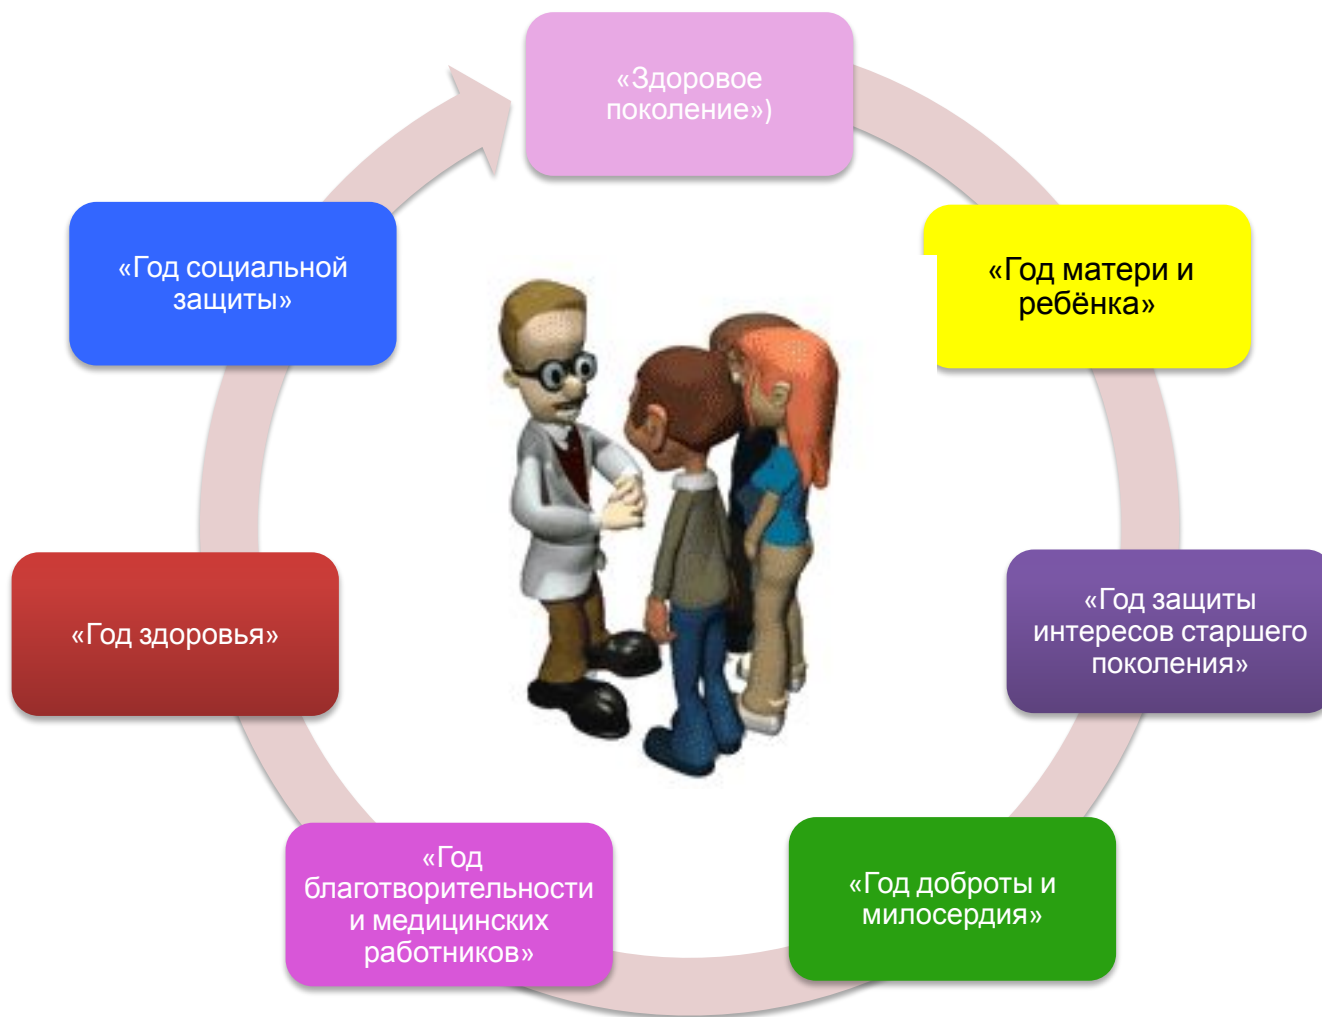 «Здоровое
поколение»)
«Год матери и
ребёнка»
«Год защиты
интересов старшего
поколения»
«Год доброты и
милосердия»
«Год
благотворительности
и медицинских
работников»
«Год здоровья»
«Год социальной
защиты»